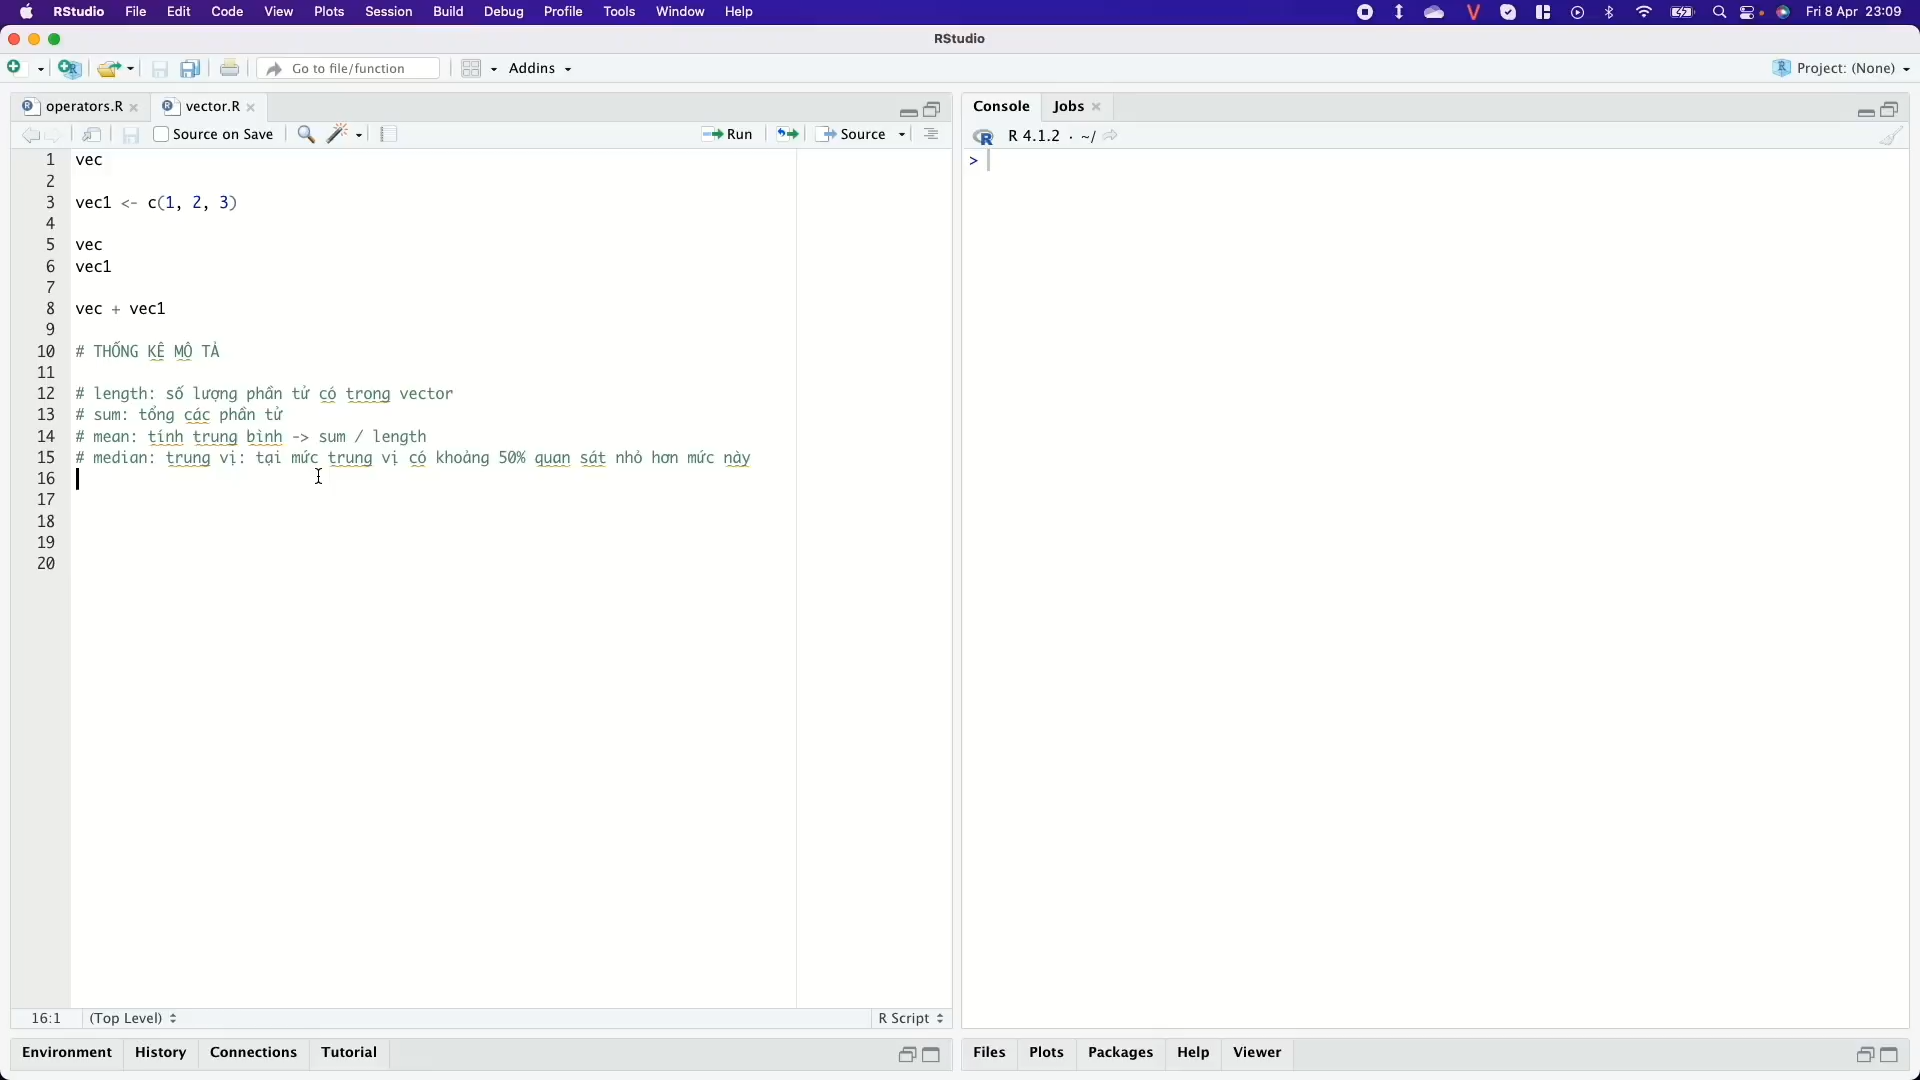 RStudio File Edit Code View Plots Session Build Debug Profile Tools Window Help Fri 8 Apr 23:09
RStudio
Go to file/function Addins Project: (None)
operators.R vector.R
Source on Save Run Source
1 vec
2
3 vec1 <- c(1, 2, 3)
4
5 vec
6 vec1
7
8 vec + vec1
9
10 # THỐNG KÊ MÔ TẢ
11
12 # length: số lượng phần tử có trong vector
13 # sum: tổng các phần tử
14 # mean: tính trung bình -> sum / length
15 # median: trung vị: tại mức trung vị có khoảng 50% quan sát nhỏ hơn mức này
16
17
18
19
20
16:1 (Top Level) R Script
Environment History Connections Tutorial
Console Jobs
R 4.1.2 · ~/
>
Files Plots Packages Help Viewer